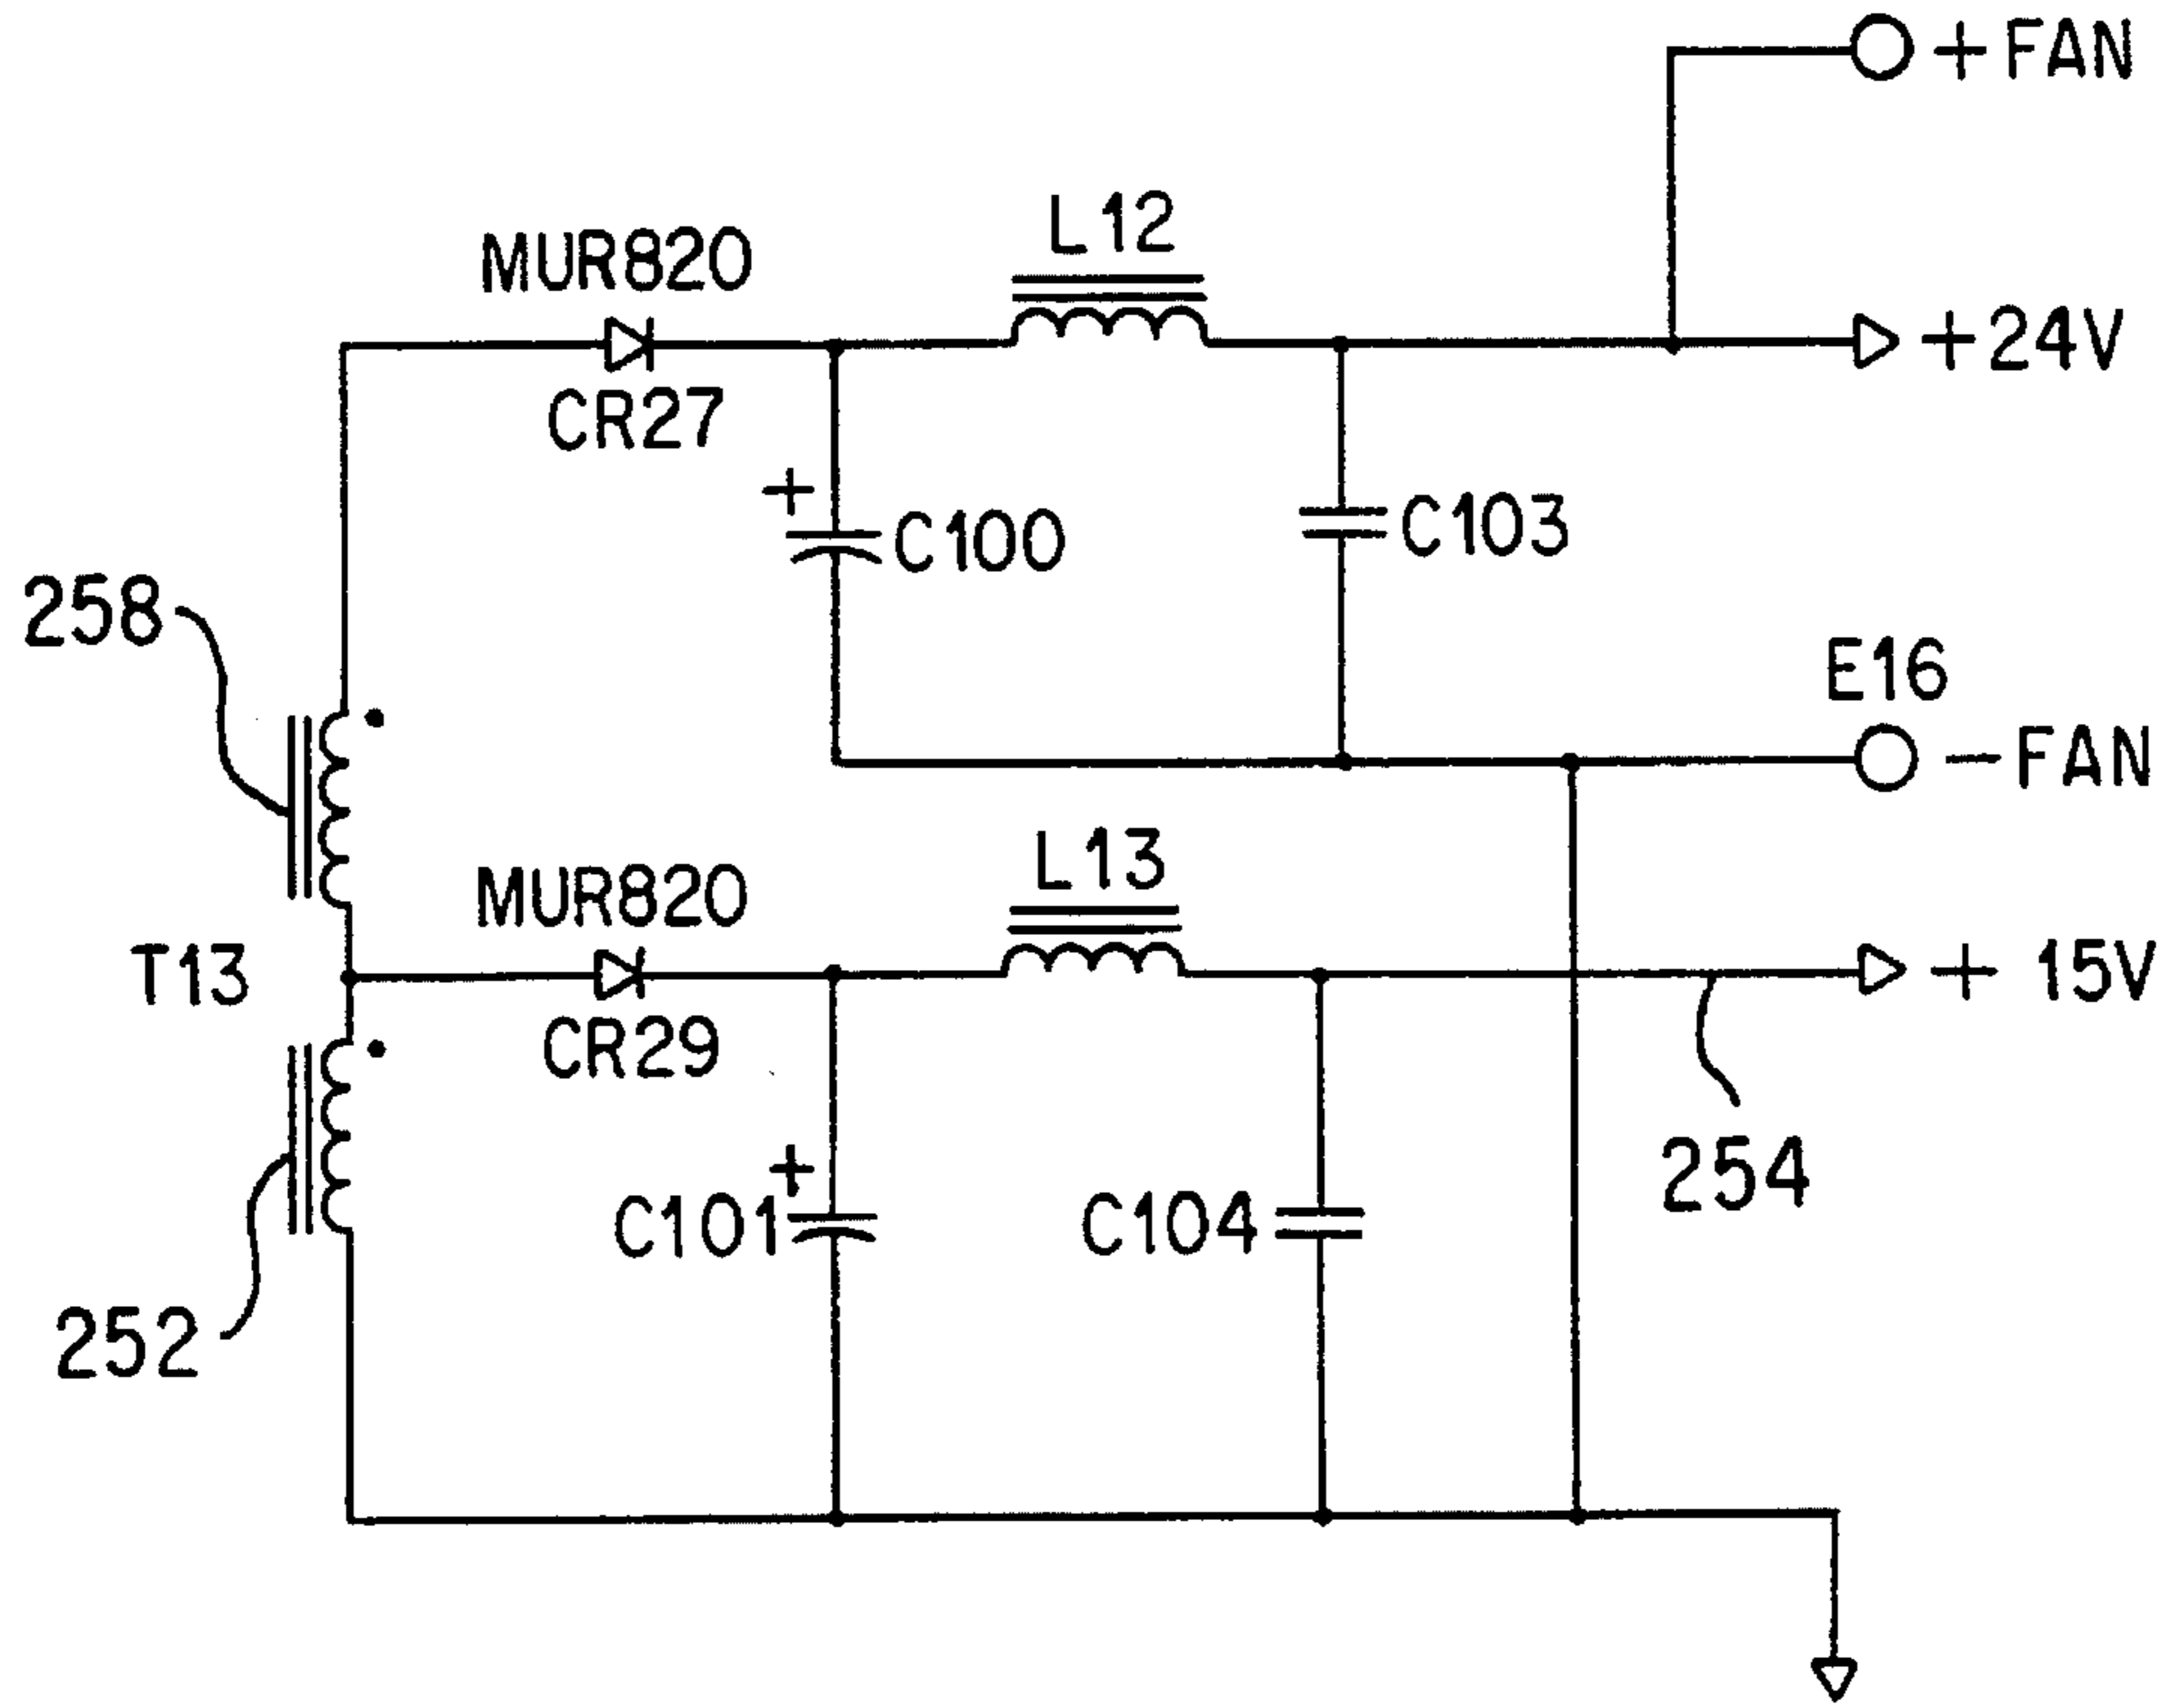 +FAN
L12
MUR820
+24V
CR27
+
C100
C103
258
E16
-FAN
L13
MUR820
T13
+ 15V
CR29
254
+
C101
C104
252